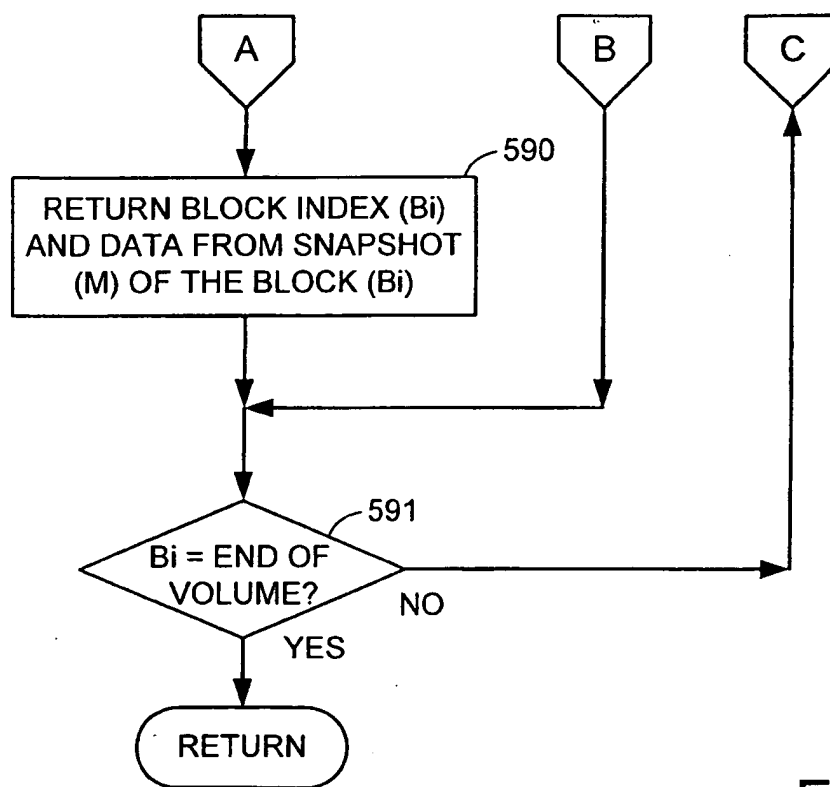 A
B
C
590
RETURN BLOCK INDEX (Bi)
AND DATA FROM SNAPSHOT
(M) OF THE BLOCK (Bi)
591
Bi = END OF
VOLUME?
NO
YES
RETURN